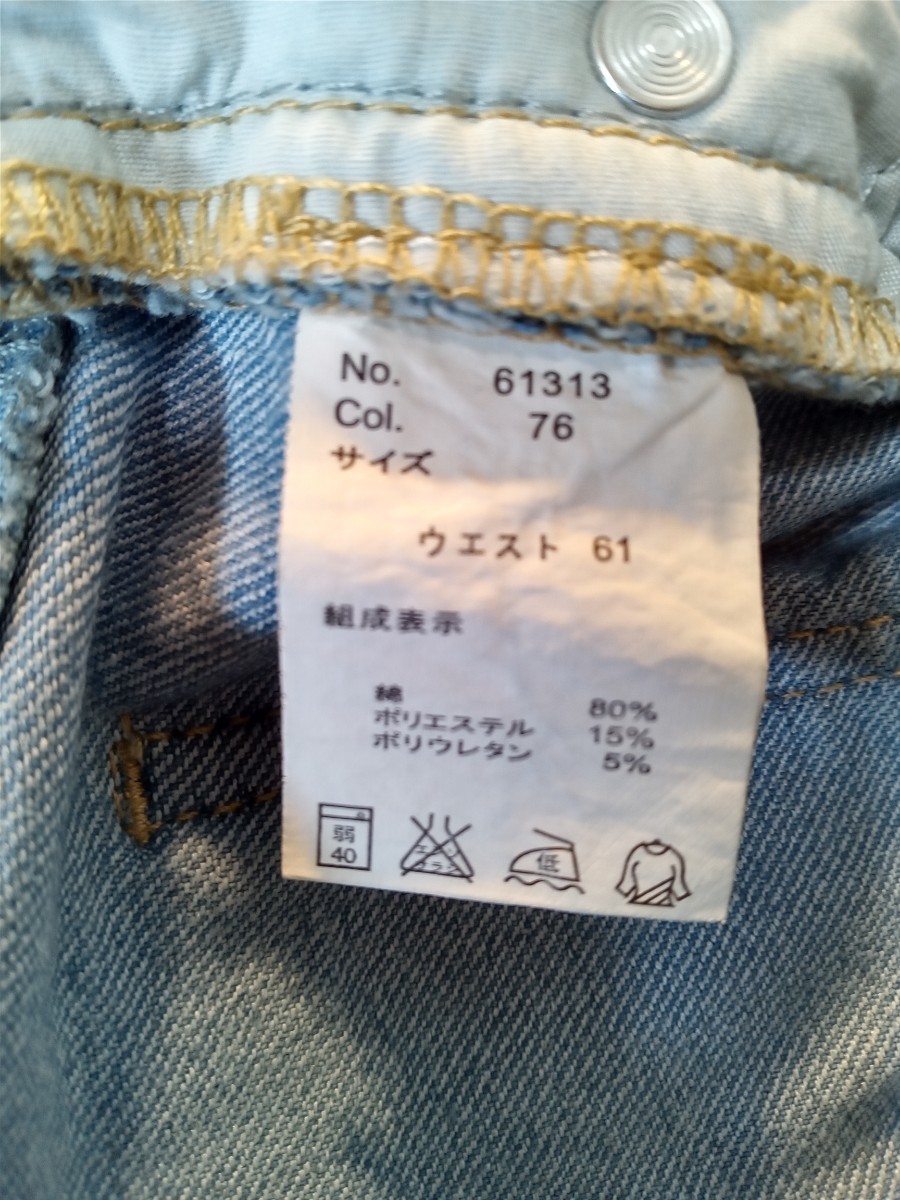 No. 61313
Col. 76
サイズ
ウエスト 61
組成表示
綿 80%
ポリエステル 15%
ポリウレタン 5%
弱
40
低